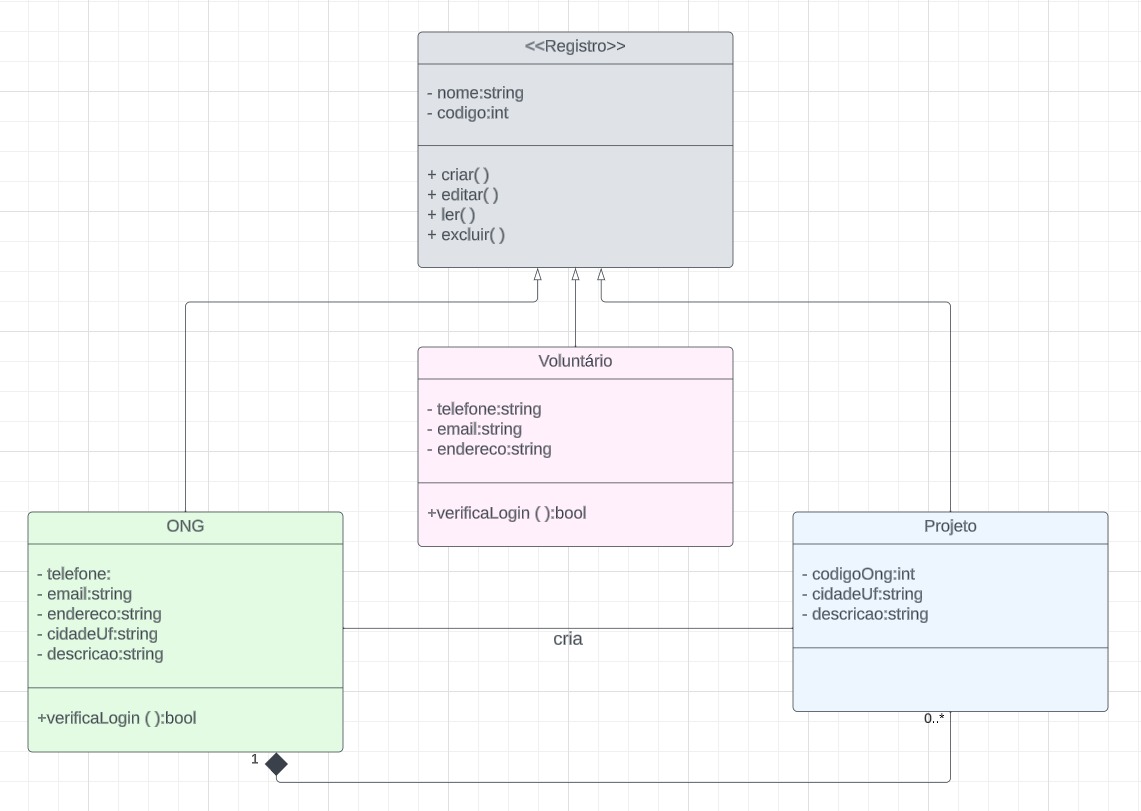 <<Registro>>
- nome:string
- codigo:int
+ criar( )
+ editar( )
+ ler( )
+ excluir( )
Voluntário
- telefone:string
- email:string
- endereco:string
+verificaLogin ( ):bool
ONG
- telefone:
- email:string
- endereco:string
- cidadeUf:string
- descricao:string
+verificaLogin ( ):bool
Projeto
- codigoOng:int
- cidadeUf:string
- descricao:string
cria
0..*
1